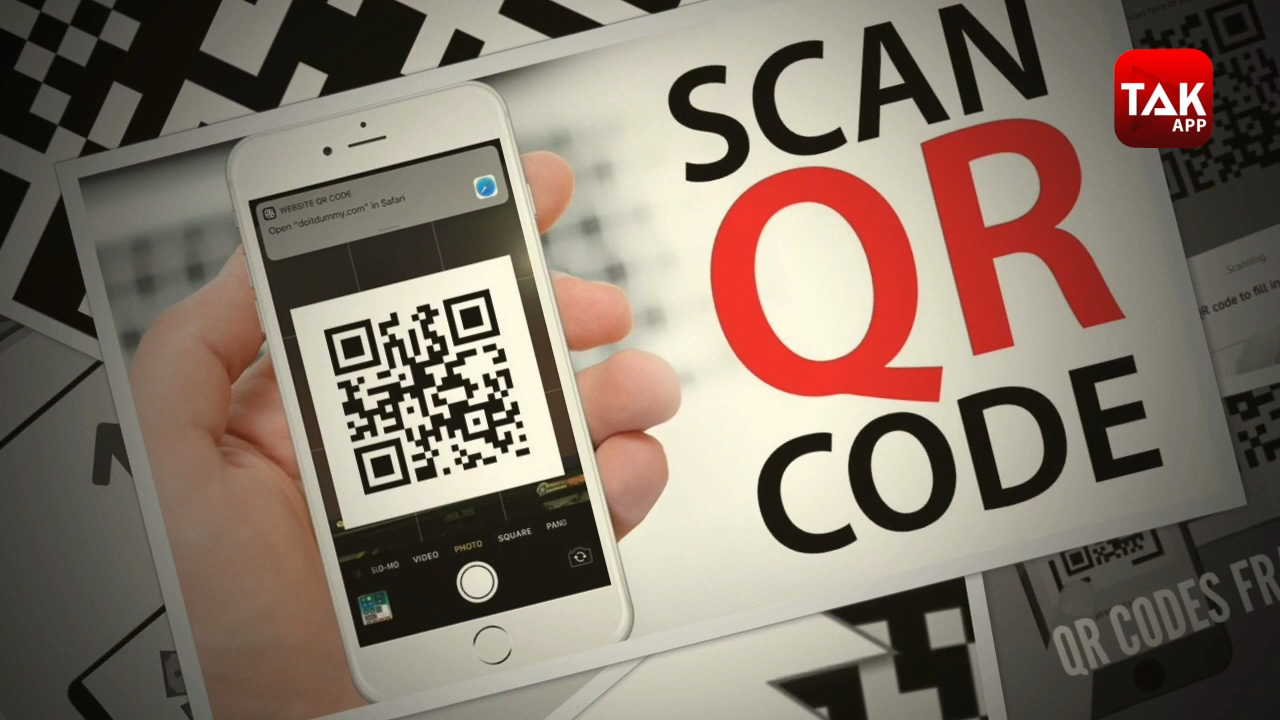 SCAN
QR
CODE
TAK
APP
WEBSITE QR CODE
Open "doitdummy.com" in Safari
SLO-MO VIDEO PHOTO SQUARE PANO
Scanning
QR code to fill in
QR CODES FR